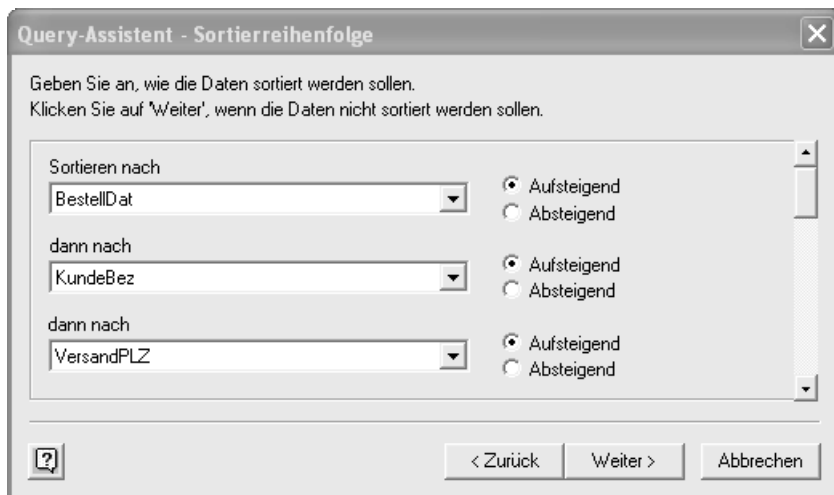 Query-Assistent - Sortierreihenfolge
Geben Sie an, wie die Daten sortiert werden sollen.
Klicken Sie auf 'Weiter', wenn die Daten nicht sortiert werden sollen.
Sortieren nach
BestellDat
Aufsteigend
Absteigend
dann nach
KundeBez
Aufsteigend
Absteigend
dann nach
VersandPLZ
Aufsteigend
Absteigend
? < Zurück Weiter > Abbrechen